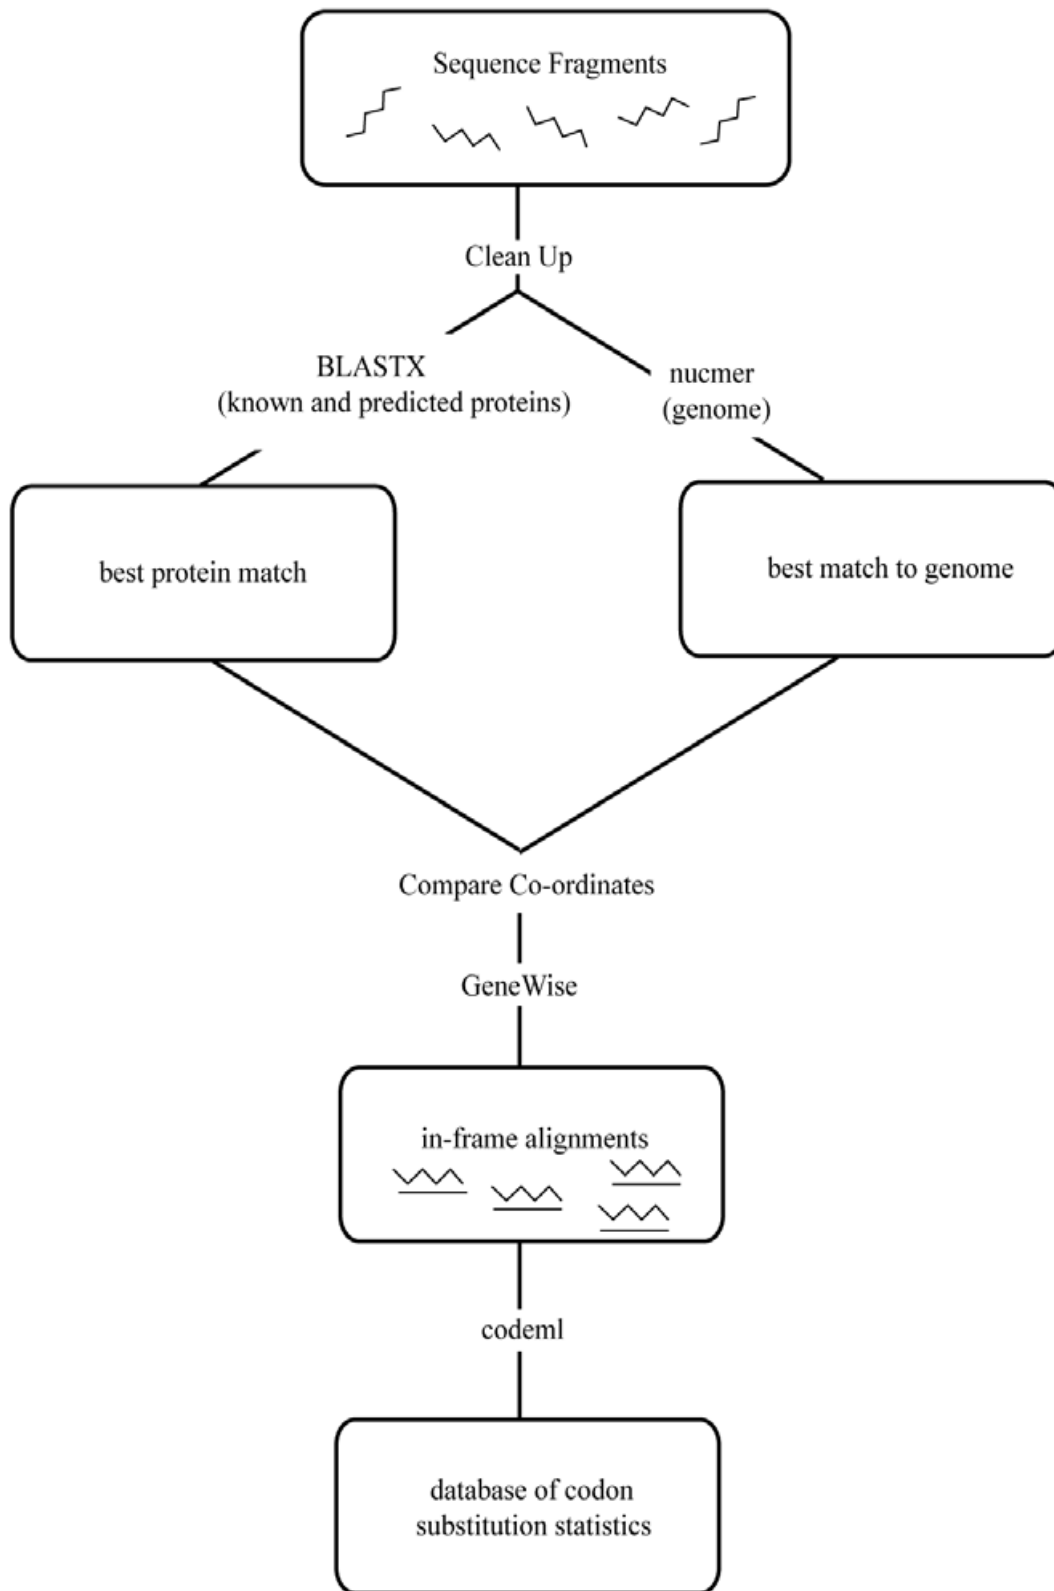 Sequence Fragments
Clean Up
BLASTX
(known and predicted proteins)
nucmer
(genome)
best protein match
best match to genome
Compare Co-ordinates
GeneWise
in-frame alignments
codeml
database of codon
substitution statistics